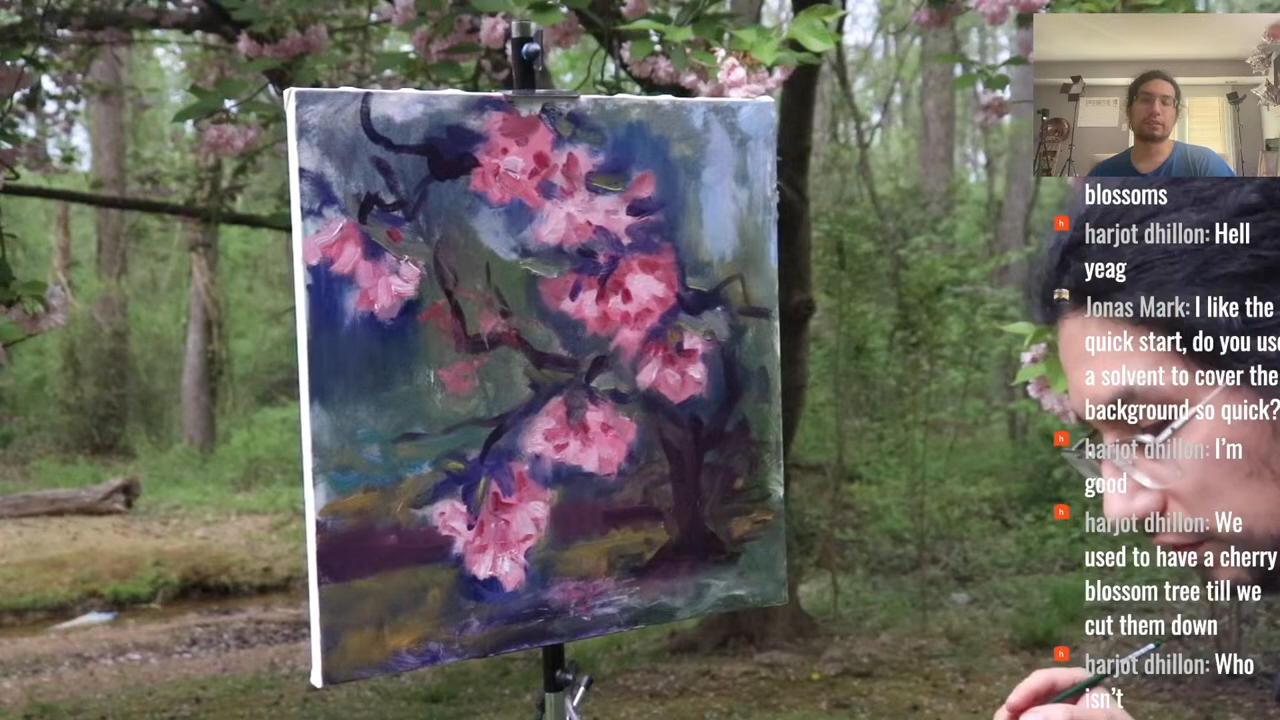 blossoms
harjot dhillon: Hell
yeag
Jonas Mark: I like the
quick start, do you use
a solvent to cover the
background so quick?
harjot dhillon: I'm
good
harjot dhillon: We
used to have a cherry
blossom tree till we
cut them down
harjot dhillon: Who
isn't